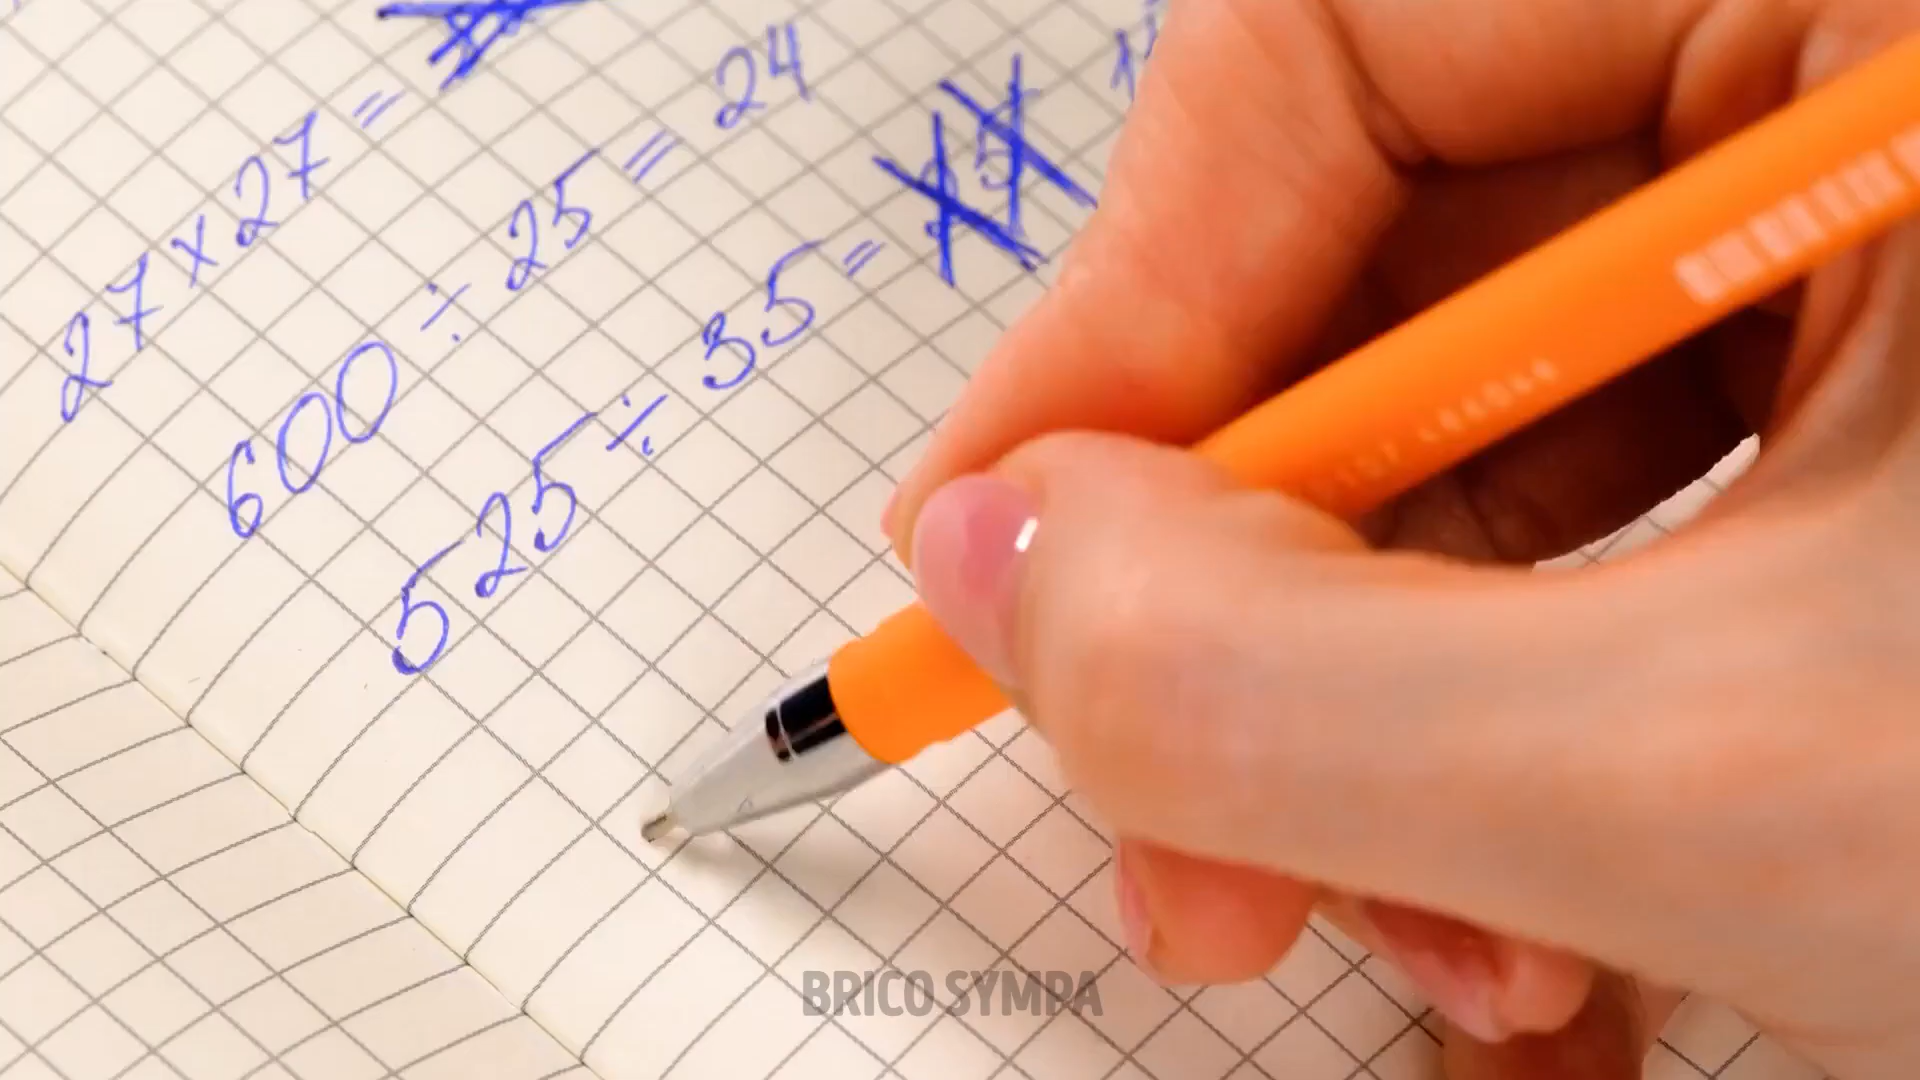 27 × 27 =
600 ÷ 25 = 24
525 ÷ 35 =
BRICO SYMPA